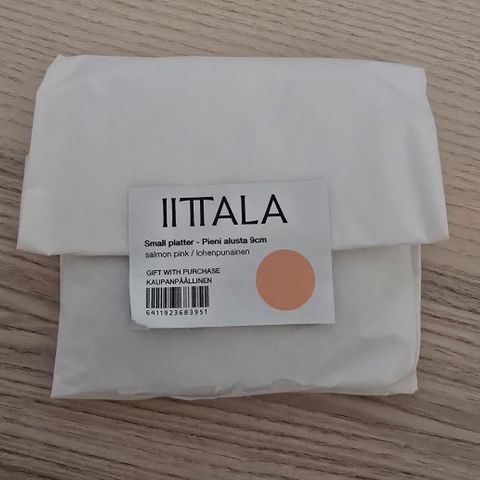 IITTALA
Small platter - Pieni alusta 9cm
salmon pink / lohenpunainen
GIFT WITH PURCHASE
KAUPANPÄÄLLINEN
6411923683951